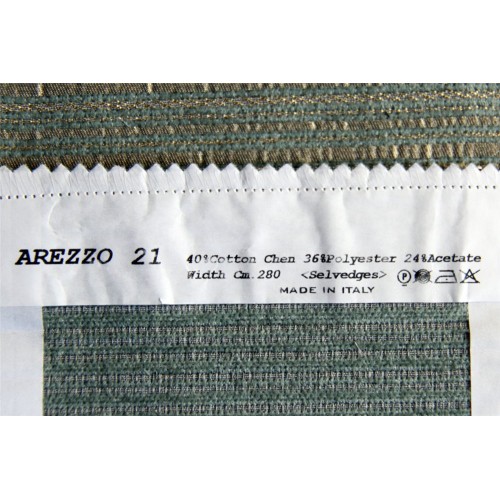 AREZZO 21
40%Cotton Chen 36%Polyester 24%Acetate
Width Cm.280 <Selvedges> P
MADE IN ITALY